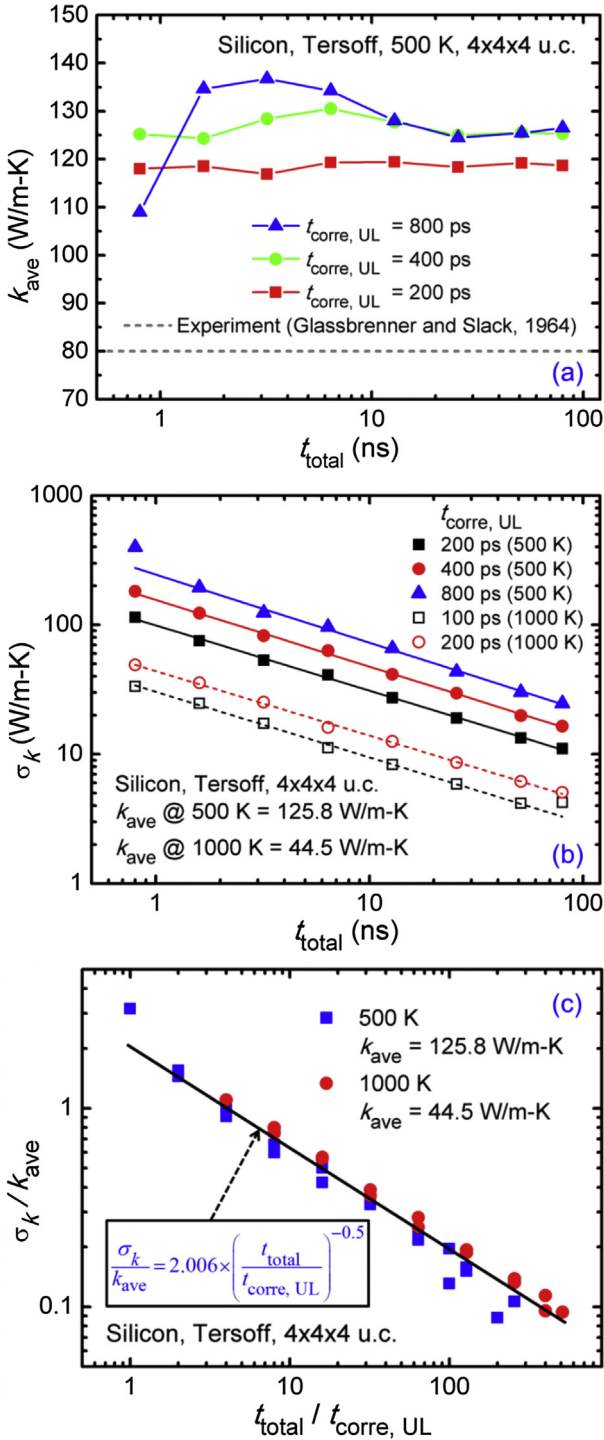 Silicon, Tersoff, 500 K, 4x4x4 u.c.
150
140
130
120
110
100
90
80
70
k_ave (W/m-K)
t_corre, UL = 800 ps
t_corre, UL = 400 ps
t_corre, UL = 200 ps
Experiment (Glassbrenner and Slack, 1964)
(a)
1
10
100
t_total (ns)
1000
100
10
1
σ_k (W/m-K)
t_corre, UL
200 ps (500 K)
400 ps (500 K)
800 ps (500 K)
100 ps (1000 K)
200 ps (1000 K)
Silicon, Tersoff, 4x4x4 u.c.
k_ave @ 500 K = 125.8 W/m-K
k_ave @ 1000 K = 44.5 W/m-K
(b)
1
10
100
t_total (ns)
(c)
1
0.1
σ_k / k_ave
500 K
k_ave = 125.8 W/m-K
1000 K
k_ave = 44.5 W/m-K
σ_k/k_ave = 2.006×(t_total/t_corre, UL)^−0.5
Silicon, Tersoff, 4x4x4 u.c.
1
10
100
t_total / t_corre, UL